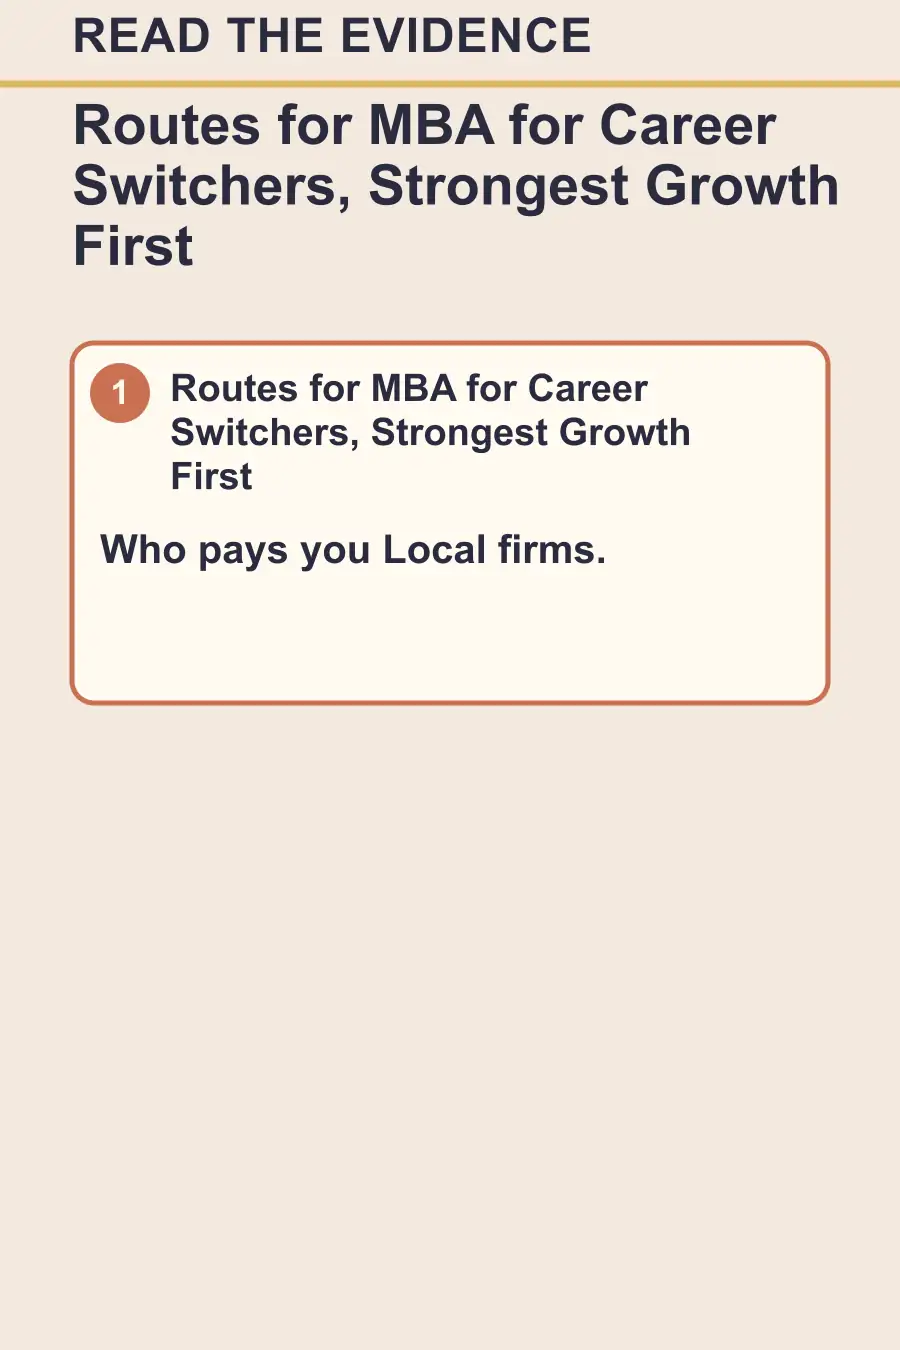 READ THE EVIDENCE
Routes for MBA for Career
Switchers, Strongest Growth
First
1
Routes for MBA for Career
Switchers, Strongest Growth
First
Who pays you Local firms.